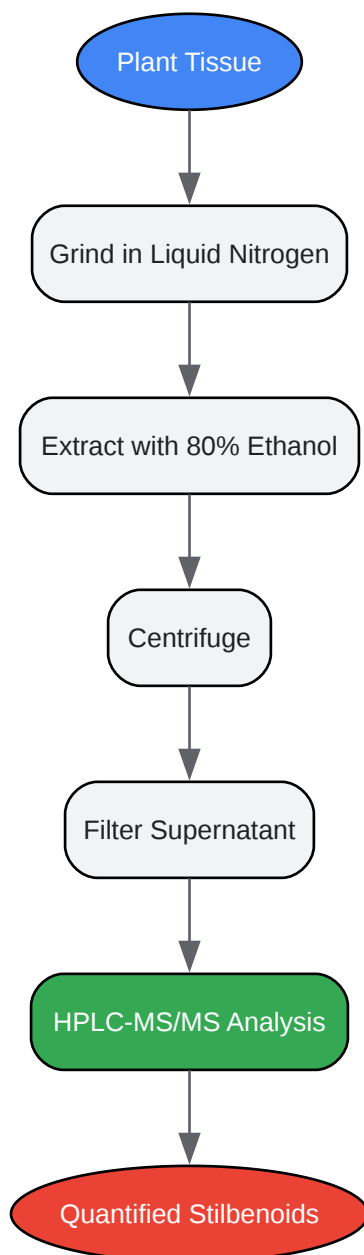 Plant Tissue
Grind in Liquid Nitrogen
Extract with 80% Ethanol
Centrifuge
Filter Supernatant
HPLC-MS/MS Analysis
Quantified Stilbenoids